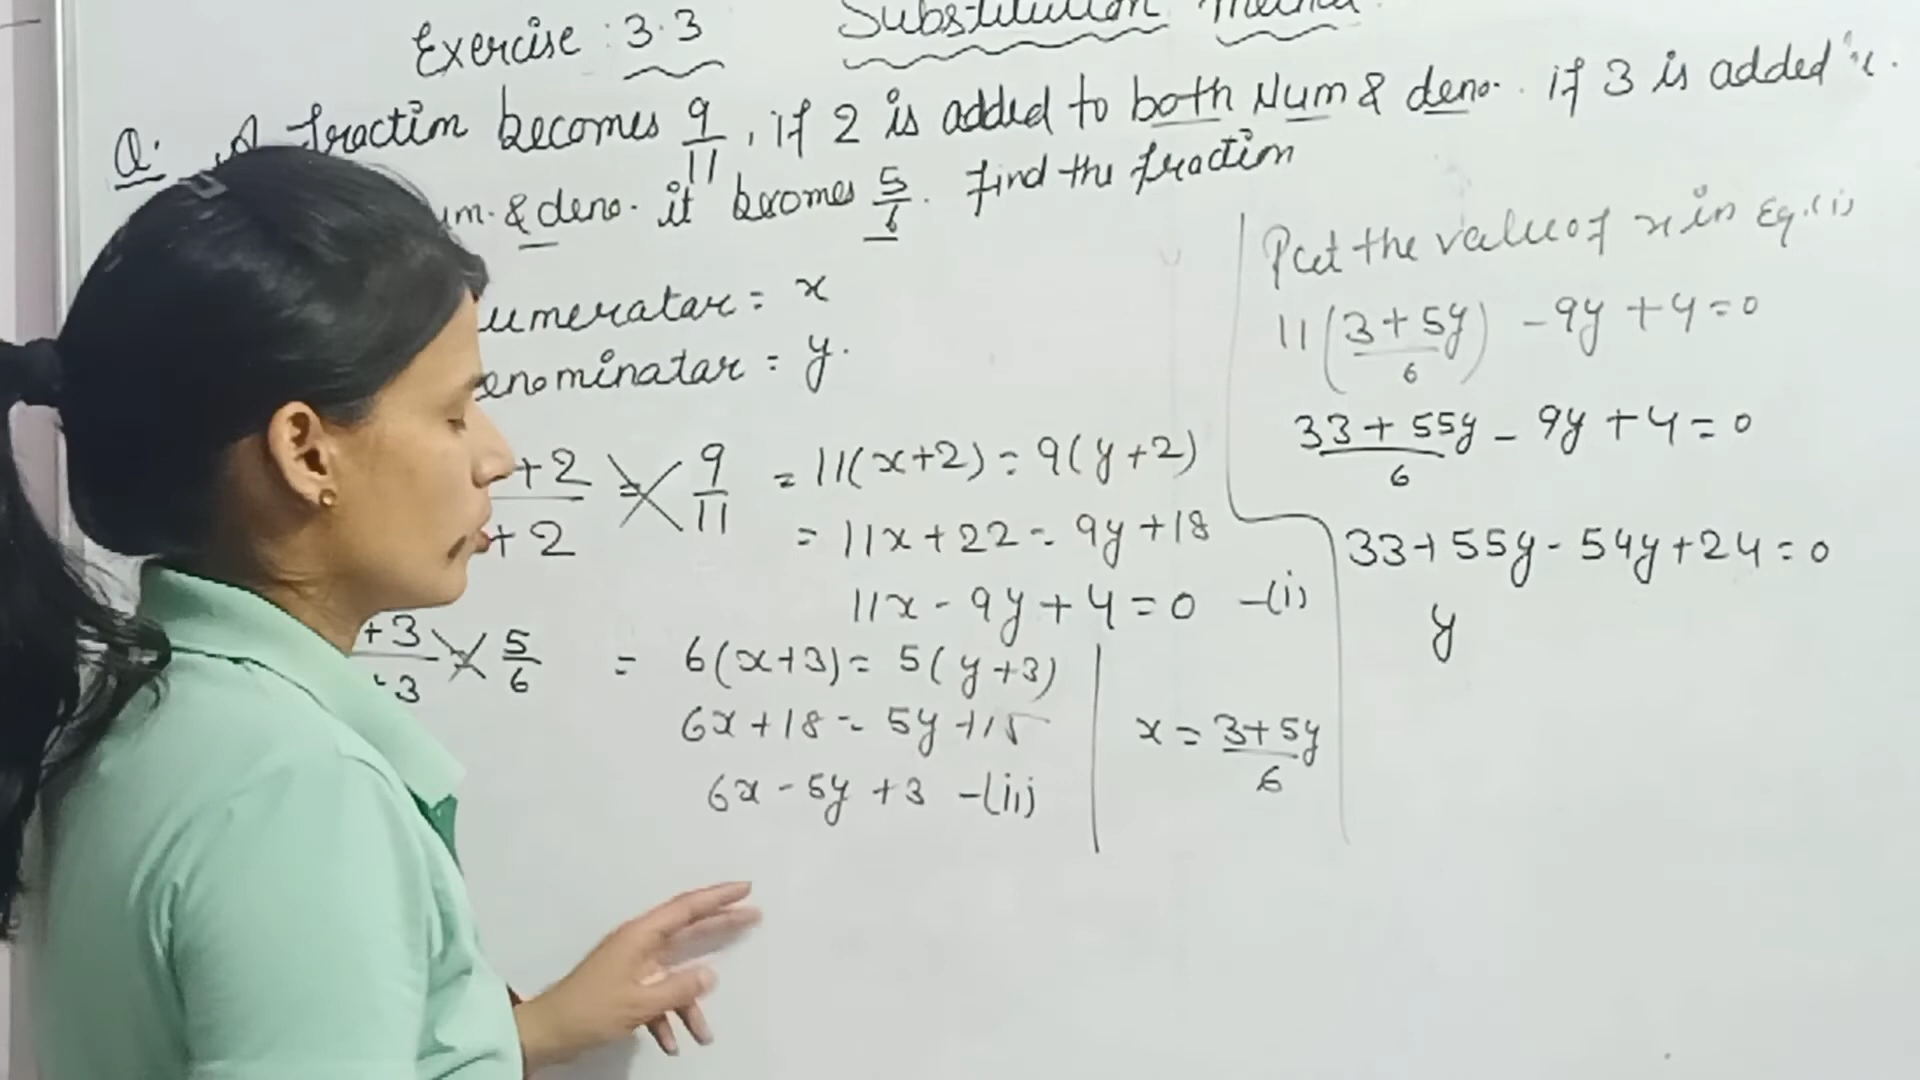 Exercise : 3.3 Substitution Method
Q. A fraction becomes 9/11, if 2 is added to both Num & deno. if 3 is added
um. & deno. it becomes 5/6. find the fraction
umeratar = x
enominatar = y.
+2/+2 = 9/11 = 11(x+2) = 9(y+2)
= 11x + 22 = 9y + 18
11x - 9y + 4 = 0 -(i)
+3/3 = 5/6 = 6(x+3) = 5(y+3)
6x + 18 = 5y + 15
6x - 5y + 3 -(ii)
x = 3+5y/6
Put the value of x in Eq.(i)
11(3+5y/6) - 9y + 4 = 0
33+55y/6 - 9y + 4 = 0
33+55y - 54y + 24 = 0
y